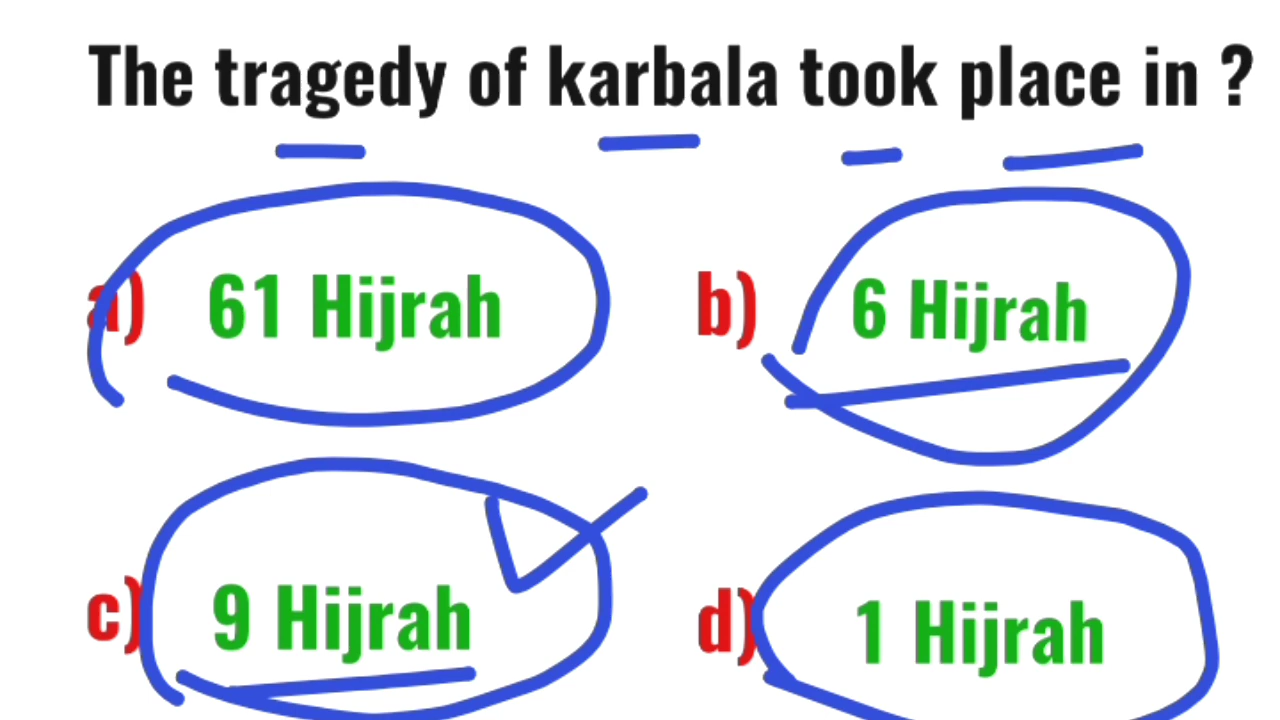 The tragedy of karbala took place in ?
a) 61 Hijrah b) 6 Hijrah
c) 9 Hijrah d) 1 Hijrah